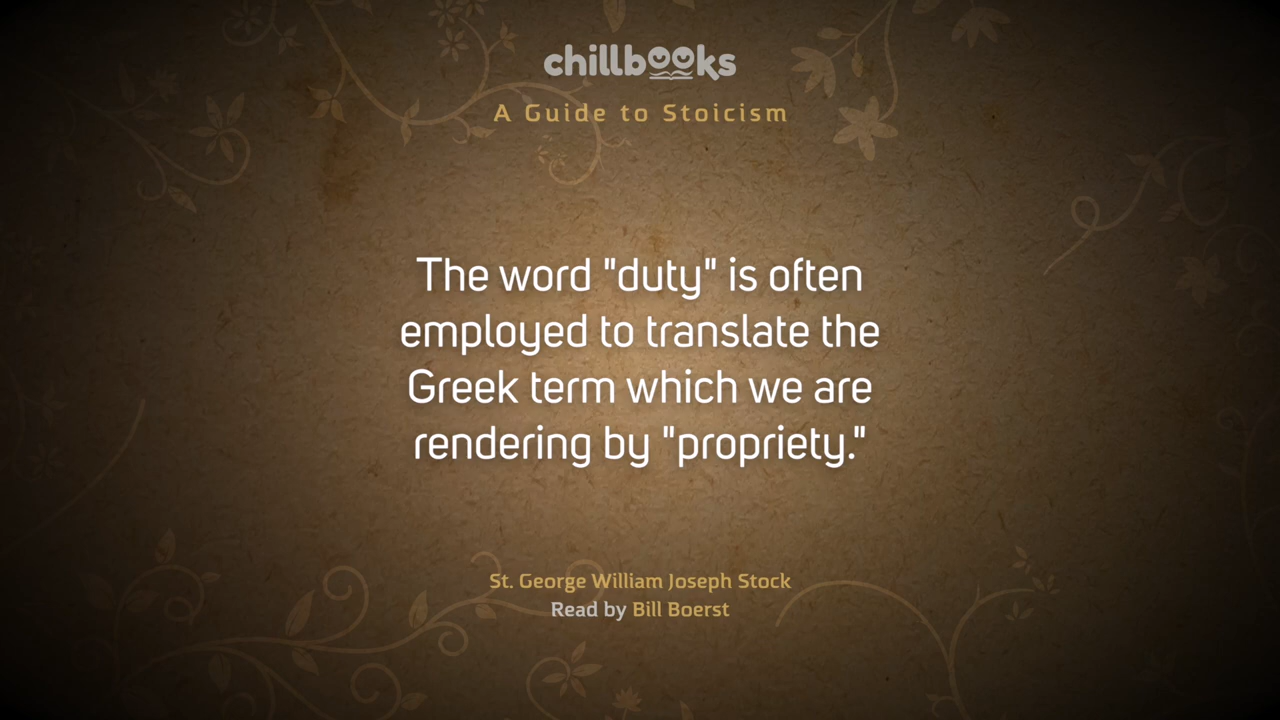 chillbooks
A Guide to Stoicism
The word "duty" is often
employed to translate the
Greek term which we are
rendering by "propriety."
St. George William Joseph Stock
Read by Bill Boerst